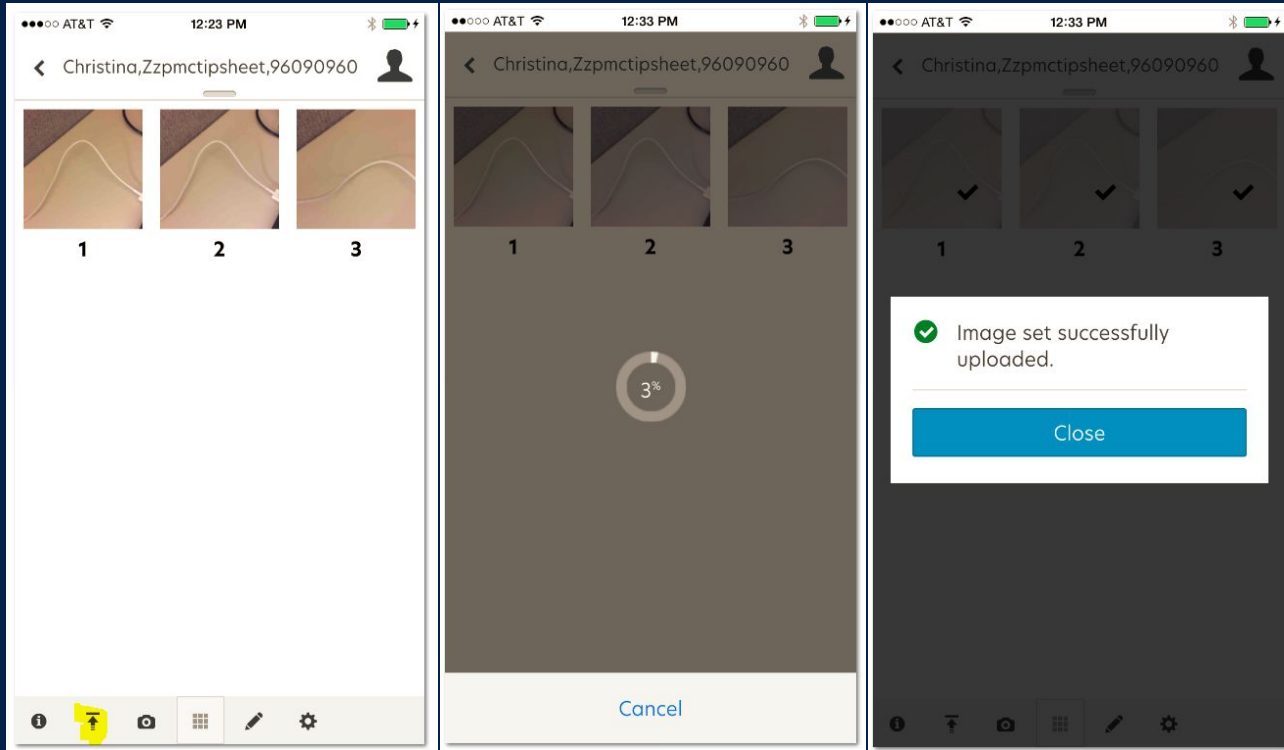 AT&T 12:23 PM
Christina,Zzpmctipsheet,96090960
1 2 3
AT&T 12:33 PM
Christina,Zzpmctipsheet,96090960
1 2 3
3%
Cancel
AT&T 12:33 PM
Christina,Zzpmctipsheet,96090960
1 2 3
Image set successfully
uploaded.
Close